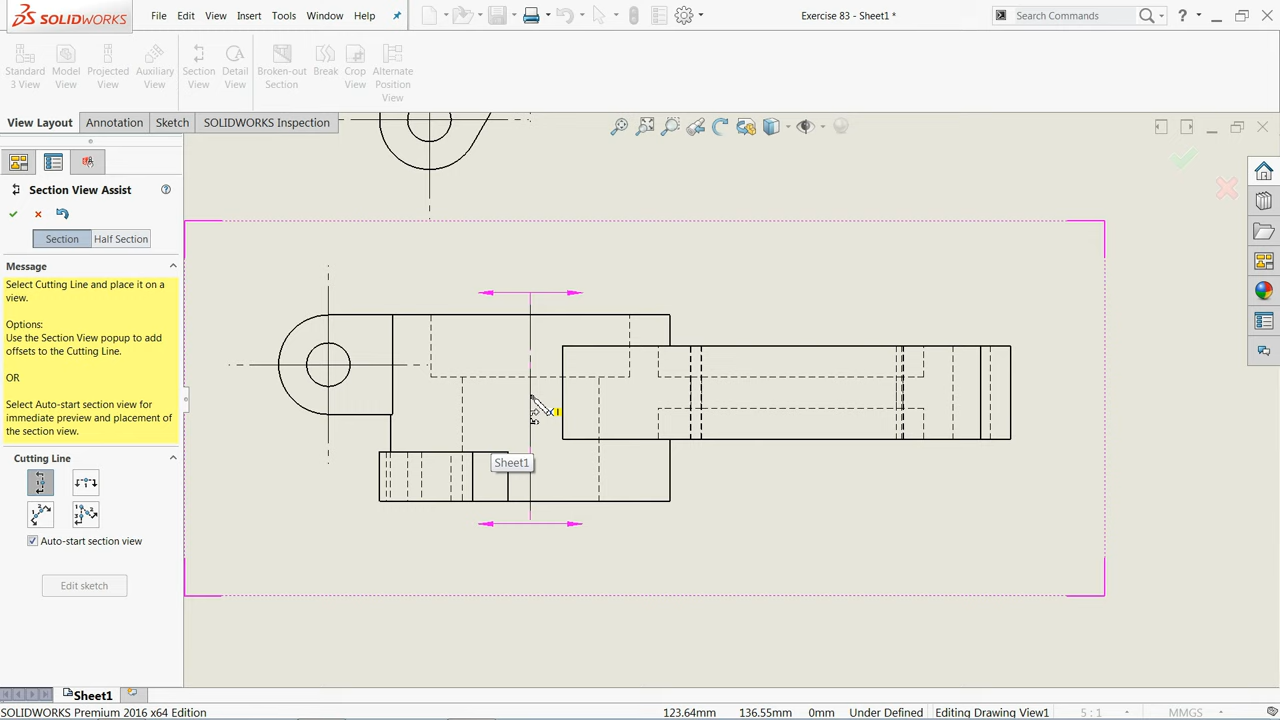 SOLIDWORKS
File Edit View Insert Tools Window Help
Exercise 83 - Sheet1 *
Search Commands
?
Standard 3 View
Model View
Projected View
Auxiliary View
Section View
Detail View
Broken-out Section
Break
Crop View
Alternate Position View
View Layout Annotation Sketch SOLIDWORKS Inspection
Section View Assist
Section Half Section
Message
Select Cutting Line and place it on a
view.
Options:
Use the Section View popup to add
offsets to the Cutting Line.
OR
Select Auto-start section view for
immediate preview and placement of
the section view.
Cutting Line
Auto-start section view
Edit sketch
Sheet1
Sheet1
SOLIDWORKS Premium 2016 x64 Edition 123.64mm 136.55mm 0mm Under Defined Editing Drawing View1 5 : 1 MMGS